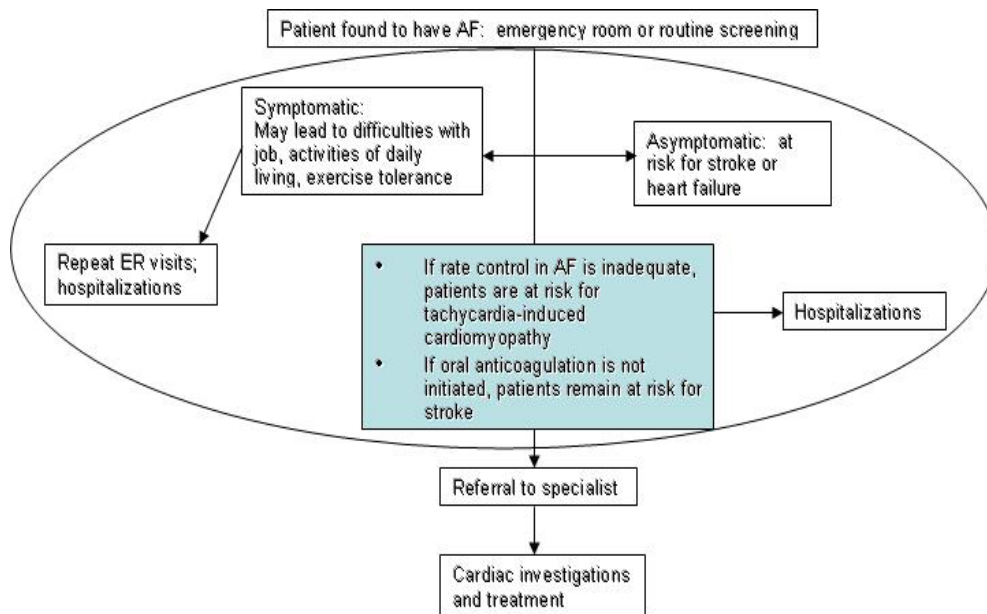 Patient found to have AF:  emergency room or routine screening
Symptomatic:
May lead to difficulties with
job, activities of daily
living, exercise tolerance
Asymptomatic:  at
risk for stroke or
heart failure
Repeat ER visits;
hospitalizations
• If rate control in AF is inadequate,
patients are at risk for
tachycardia-induced
cardiomyopathy
• If oral anticoagulation is not
initiated, patients remain at risk for
stroke
Hospitalizations
Referral to specialist
Cardiac investigations
and treatment